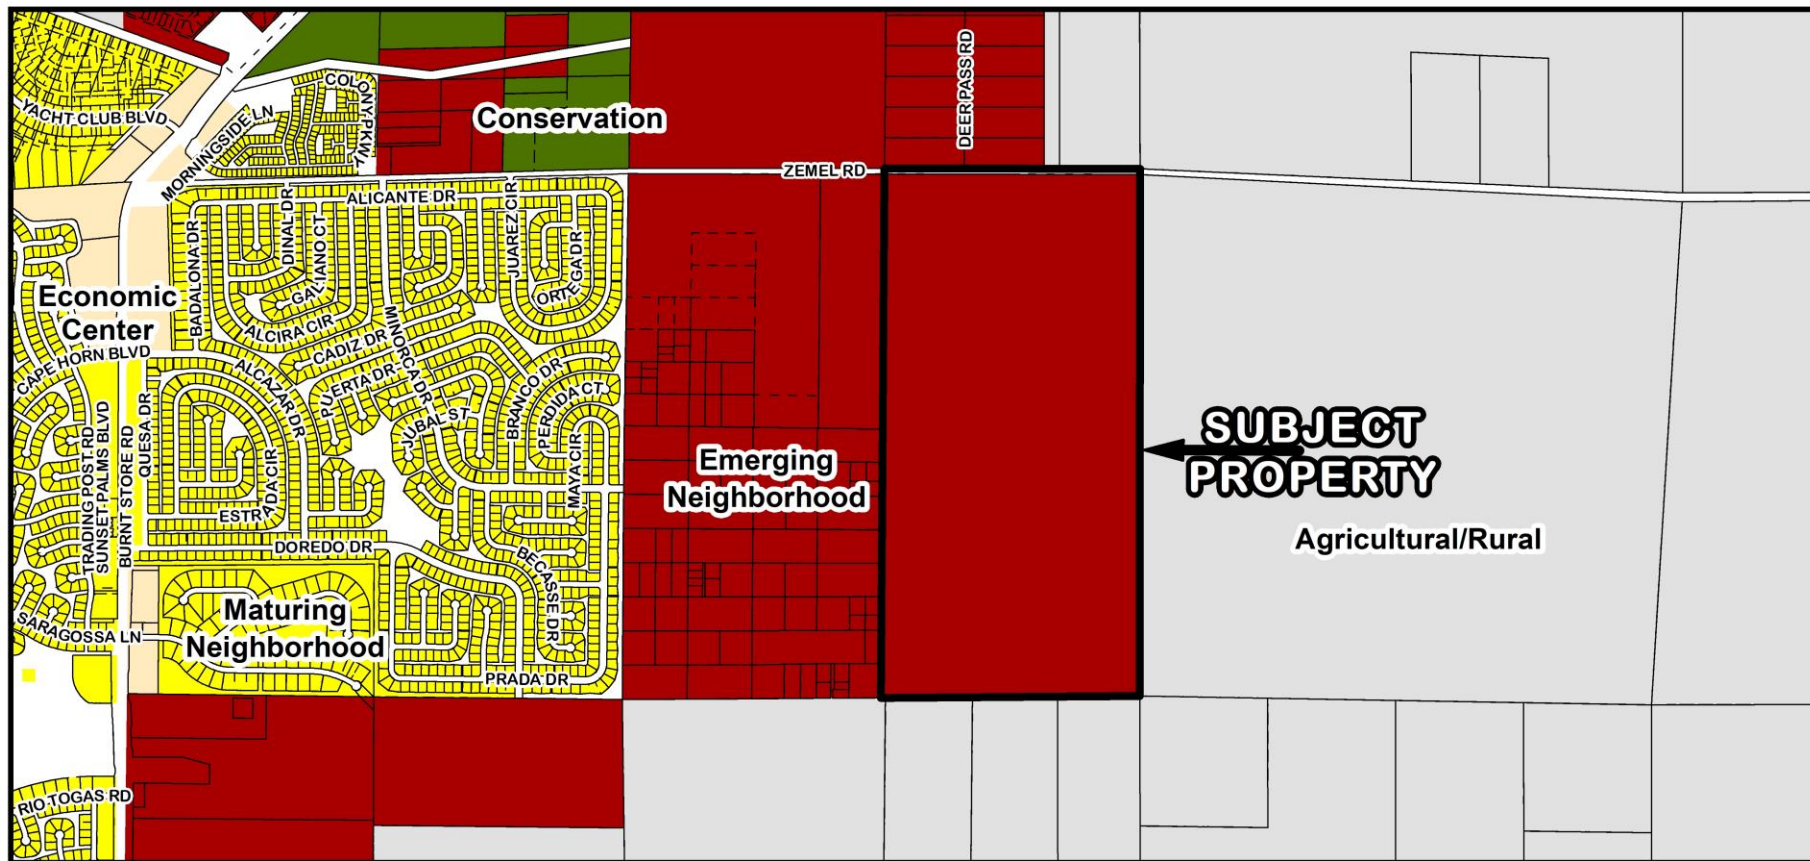 DEER PASS RD
COLONY PKWY
YACHT CLUB BLVD
MORNINGSIDE LN
Conservation
ZEMEL RD
ALICANTE DR
BADALONA DR
DINAL DR
GALIANO CT
JUAREZ CIR
ORTEGA DR
Economic
Center
ALCIRA CIR
MINORCA DR
CADIZ DR
CAPE HORN BLVD
ALCAZAR DR
PUERTA DR
BRANCO DR
PERDIDA CT
JUBAL ST
MAYA CIR
TRADING POST RD
SUNSET PALMS BLVD
BURNT STORE RD
QUESA DR
ESTRADA CIR
Emerging
Neighborhood
SUBJECT
PROPERTY
Agricultural/Rural
DOREDO DR
BECASSE DR
Maturing
Neighborhood
SARAGOSSA LN
PRADA DR
RIO TOGAS RD